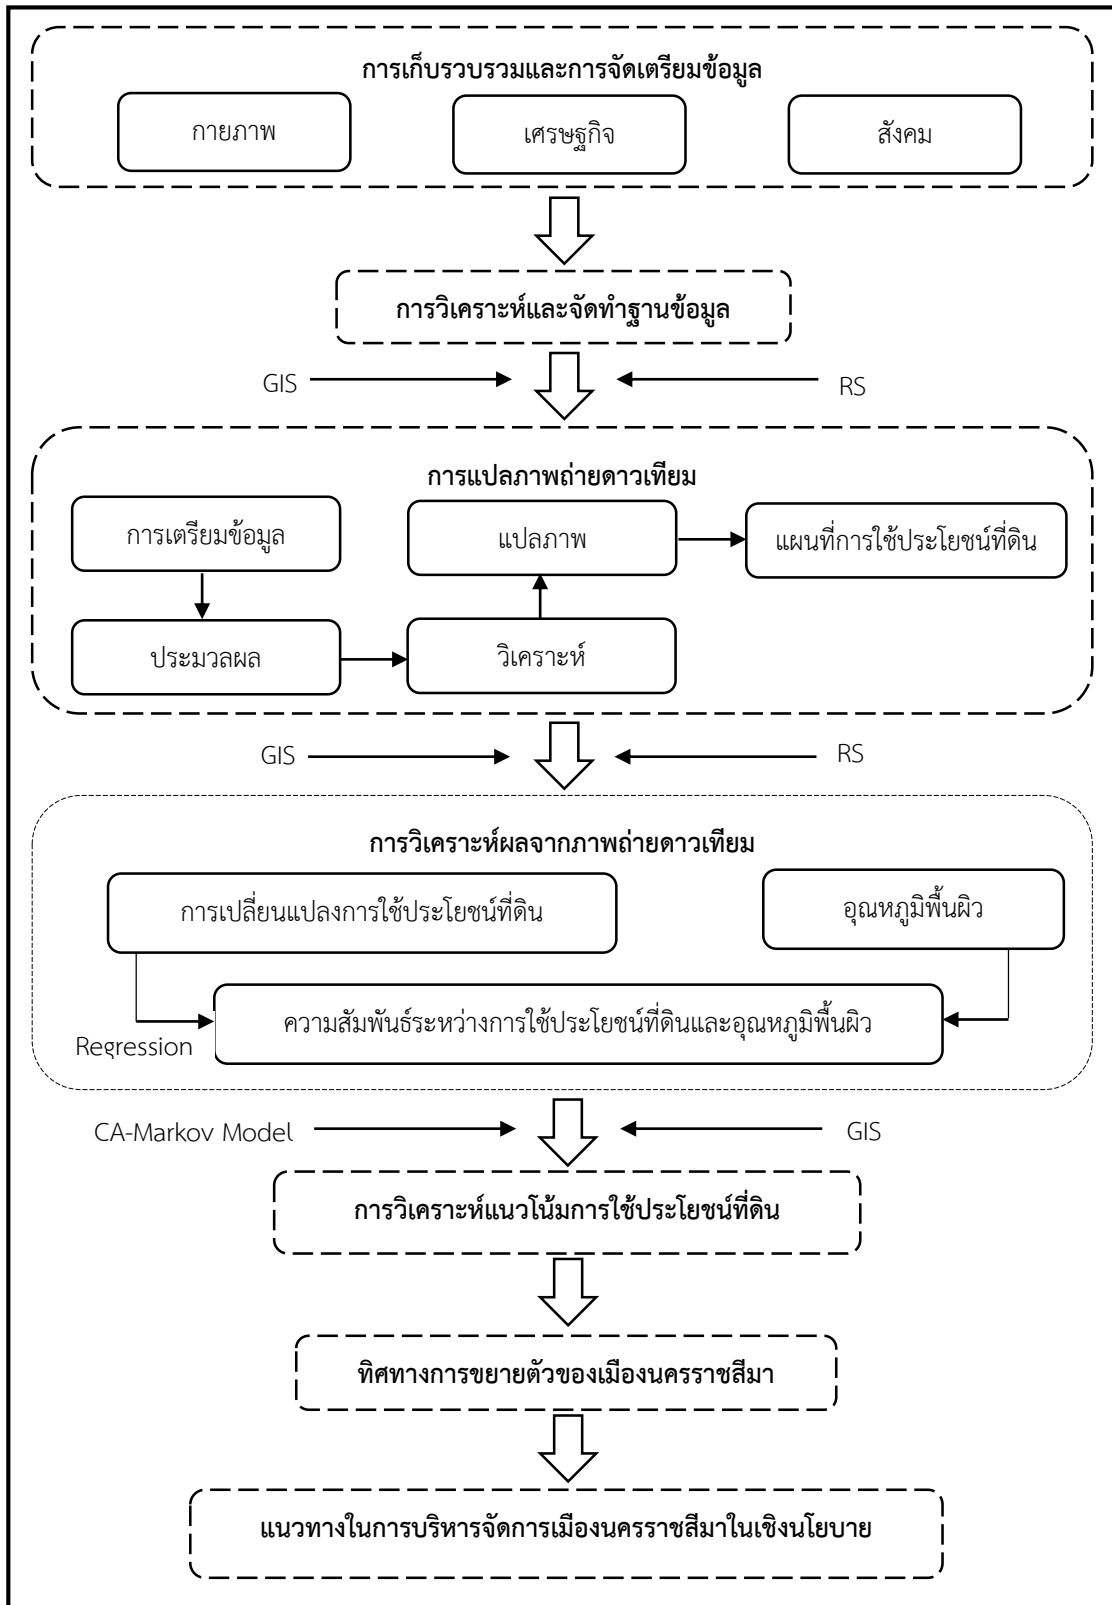 การเก็บรวบรวมและการจัดเตรียมข้อมูล
กายภาพ
เศรษฐกิจ
สังคม
การวิเคราะห์และจัดทำฐานข้อมูล
GIS
RS
การแปลภาพถ่ายดาวเทียม
การเตรียมข้อมูล
แปลภาพ
แผนที่การใช้ประโยชน์ที่ดิน
ประมวลผล
วิเคราะห์
GIS
RS
การวิเคราะห์ผลจากภาพถ่ายดาวเทียม
การเปลี่ยนแปลงการใช้ประโยชน์ที่ดิน
อุณหภูมิพื้นผิว
ความสัมพันธ์ระหว่างการใช้ประโยชน์ที่ดินและอุณหภูมิพื้นผิว
Regression
CA-Markov Model
GIS
การวิเคราะห์แนวโน้มการใช้ประโยชน์ที่ดิน
ทิศทางการขยายตัวของเมืองนครราชสีมา
แนวทางในการบริหารจัดการเมืองนครราชสีมาในเชิงนโยบาย